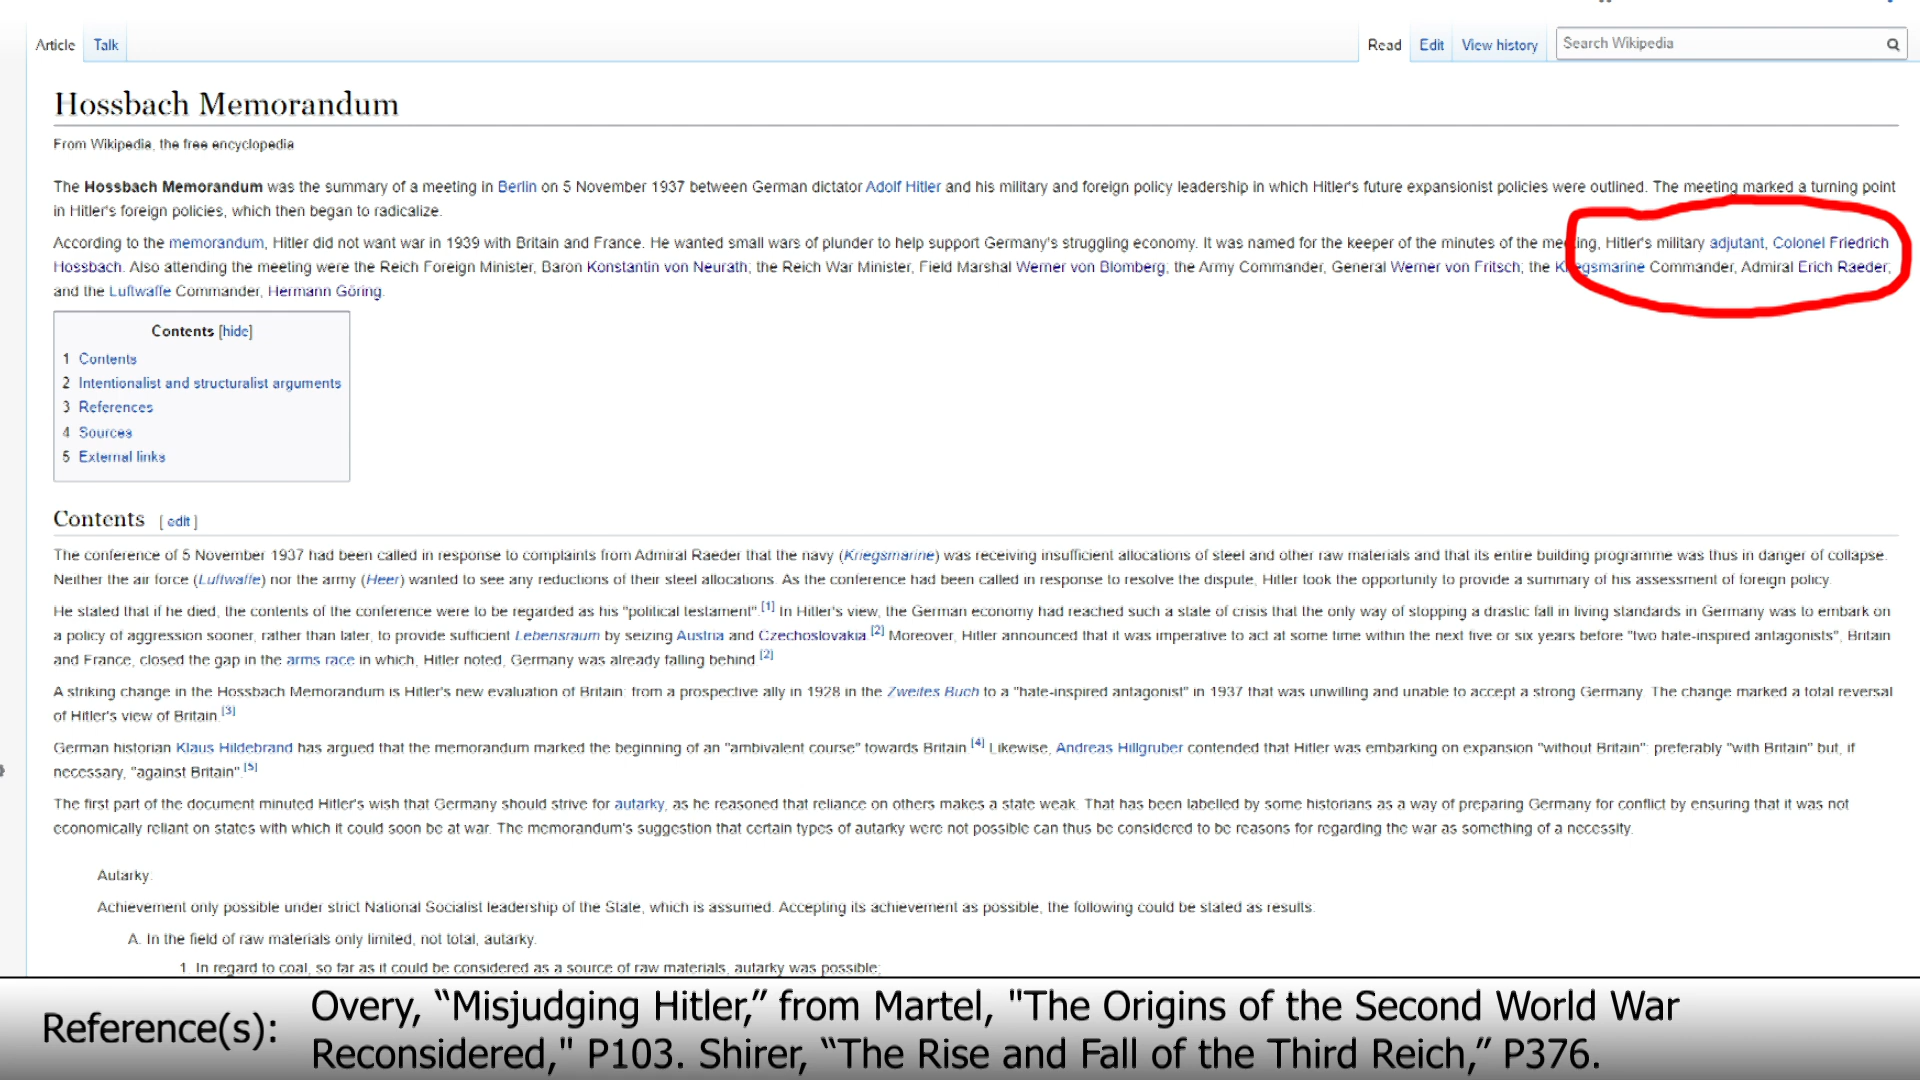 Article Talk Read Edit View history Search Wikipedia
Hossbach Memorandum
From Wikipedia, the free encyclopedia
The Hossbach Memorandum was the summary of a meeting in Berlin on 5 November 1937 between German dictator Adolf Hitler and his military and foreign policy leadership in which Hitler's future expansionist policies were outlined. The meeting marked a turning point
in Hitler's foreign policies, which then began to radicalize.
According to the memorandum, Hitler did not want war in 1939 with Britain and France. He wanted small wars of plunder to help support Germany's struggling economy. It was named for the keeper of the minutes of the meeting, Hitler's military adjutant, Colonel Friedrich
Hossbach. Also attending the meeting were the Reich Foreign Minister, Baron Konstantin von Neurath; the Reich War Minister, Field Marshal Werner von Blomberg; the Army Commander, General Werner von Fritsch; the Kriegsmarine Commander, Admiral Erich Raeder;
and the Luftwaffe Commander, Hermann Göring.
Contents [hide]
1 Contents
2 Intentionalist and structuralist arguments
3 References
4 Sources
5 External links
Contents [ edit ]
The conference of 5 November 1937 had been called in response to complaints from Admiral Raeder that the navy (Kriegsmarine) was receiving insufficient allocations of steel and other raw materials and that its entire building programme was thus in danger of collapse.
Neither the air force (Luftwaffe) nor the army (Heer) wanted to see any reductions of their steel allocations. As the conference had been called in response to resolve the dispute, Hitler took the opportunity to provide a summary of his assessment of foreign policy.
He stated that if he died, the contents of the conference were to be regarded as his "political testament".[1] In Hitler's view, the German economy had reached such a state of crisis that the only way of stopping a drastic fall in living standards in Germany was to embark on
a policy of aggression sooner, rather than later, to provide sufficient Lebensraum by seizing Austria and Czechoslovakia.[2] Moreover, Hitler announced that it was imperative to act at some time within the next five or six years before "two hate-inspired antagonists", Britain
and France, closed the gap in the arms race in which, Hitler noted, Germany was already falling behind.[2]
A striking change in the Hossbach Memorandum is Hitler's new evaluation of Britain: from a prospective ally in 1928 in the Zweites Buch to a "hate-inspired antagonist" in 1937 that was unwilling and unable to accept a strong Germany. The change marked a total reversal
of Hitler's view of Britain.[3]
German historian Klaus Hildebrand has argued that the memorandum marked the beginning of an "ambivalent course" towards Britain.[4] Likewise, Andreas Hillgruber contended that Hitler was embarking on expansion "without Britain": preferably "with Britain" but, if
necessary, "against Britain".[5]
The first part of the document minuted Hitler's wish that Germany should strive for autarky, as he reasoned that reliance on others makes a state weak. That has been labelled by some historians as a way of preparing Germany for conflict by ensuring that it was not
economically reliant on states with which it could soon be at war. The memorandum's suggestion that certain types of autarky were not possible can thus be considered to be reasons for regarding the war as something of a necessity.
Autarky.
Achievement only possible under strict National Socialist leadership of the State, which is assumed. Accepting its achievement as possible, the following could be stated as results.
A. In the field of raw materials only limited, not total, autarky.
1. In regard to coal, so far as it could be considered as a source of raw materials, autarky was possible;
Reference(s): Overy, “Misjudging Hitler,” from Martel, "The Origins of the Second World War
Reconsidered," P103. Shirer, “The Rise and Fall of the Third Reich,” P376.